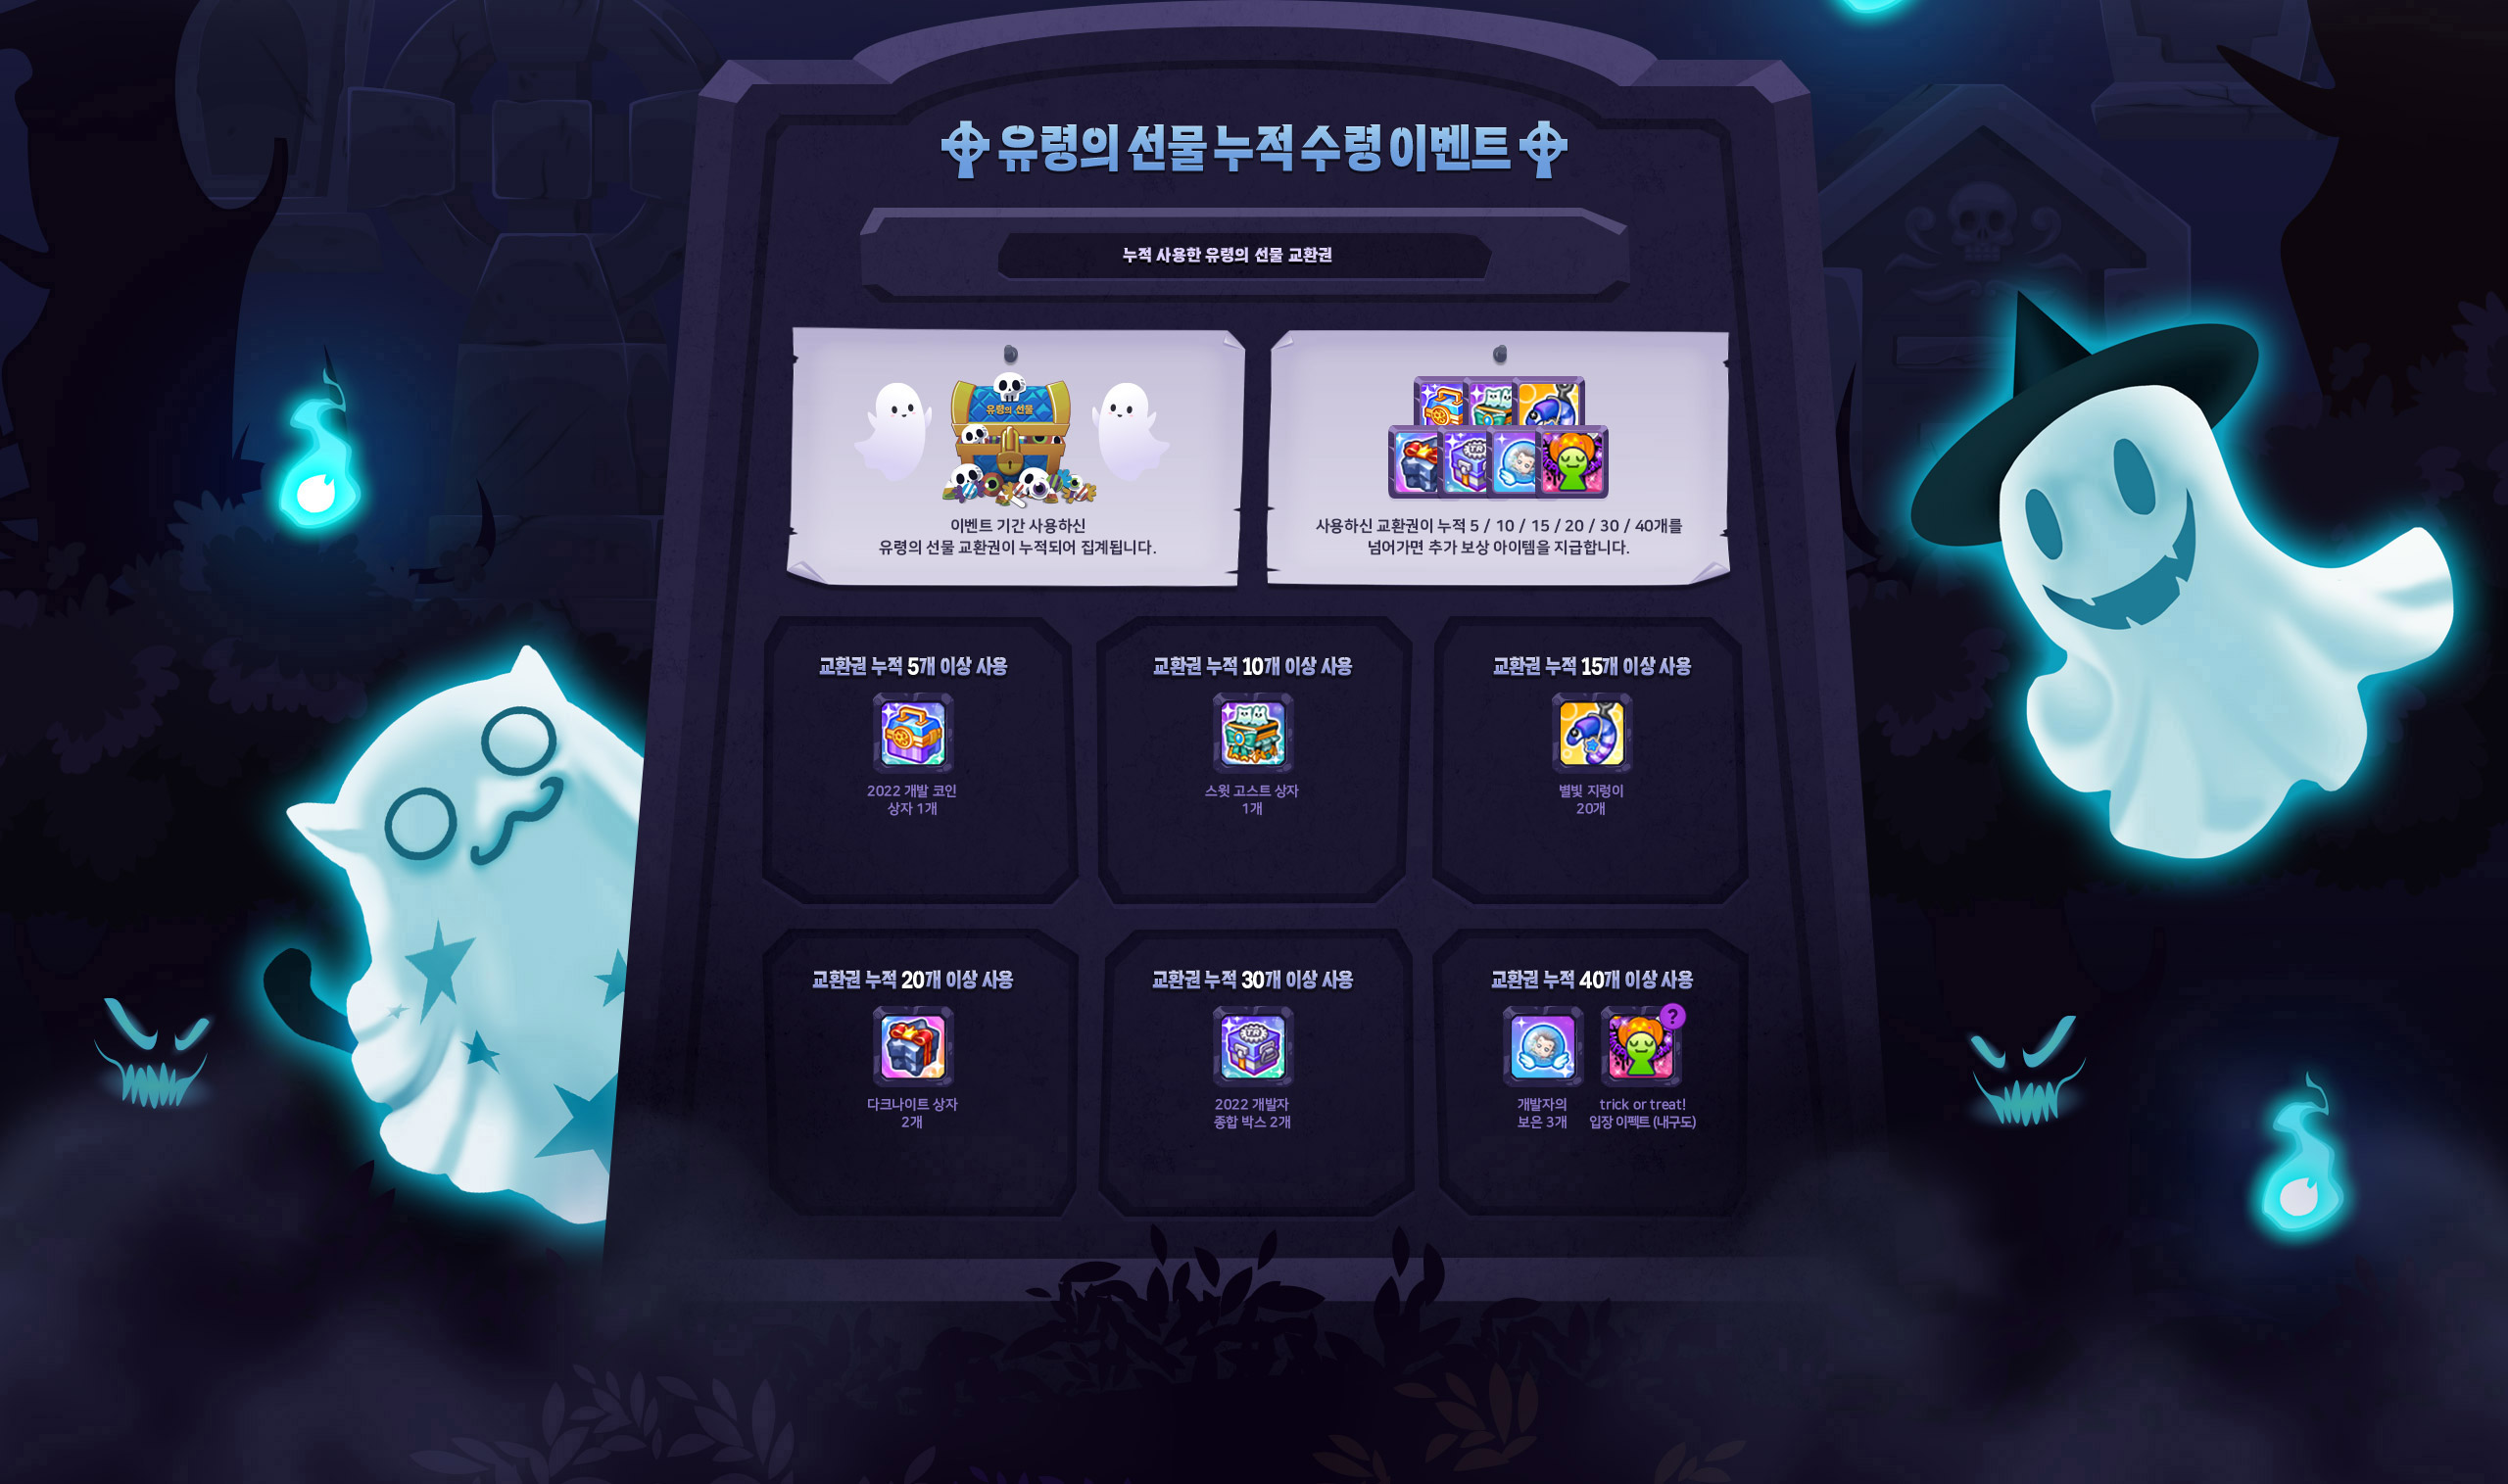 유령의 선물 누적 수령 이벤트
누적 사용한 유령의 선물 교환권
유령의 선물
이벤트 기간 사용하신
유령의 선물 교환권이 누적되어 집계됩니다.
사용하신 교환권이 누적 5 / 10 / 15 / 20 / 30 / 40개를
넘어가면 추가 보상 아이템을 지급합니다.
교환권 누적 5개 이상 사용
2022 개발 코인
상자 1개
교환권 누적 10개 이상 사용
스윗 고스트 상자
1개
교환권 누적 15개 이상 사용
별빛 지렁이
20개
교환권 누적 20개 이상 사용
다크나이트 상자
2개
교환권 누적 30개 이상 사용
TR
2022 개발자
종합 박스 2개
교환권 누적 40개 이상 사용
?
개발자의
보은 3개
trick or treat!
입장 이펙트 (내구도)